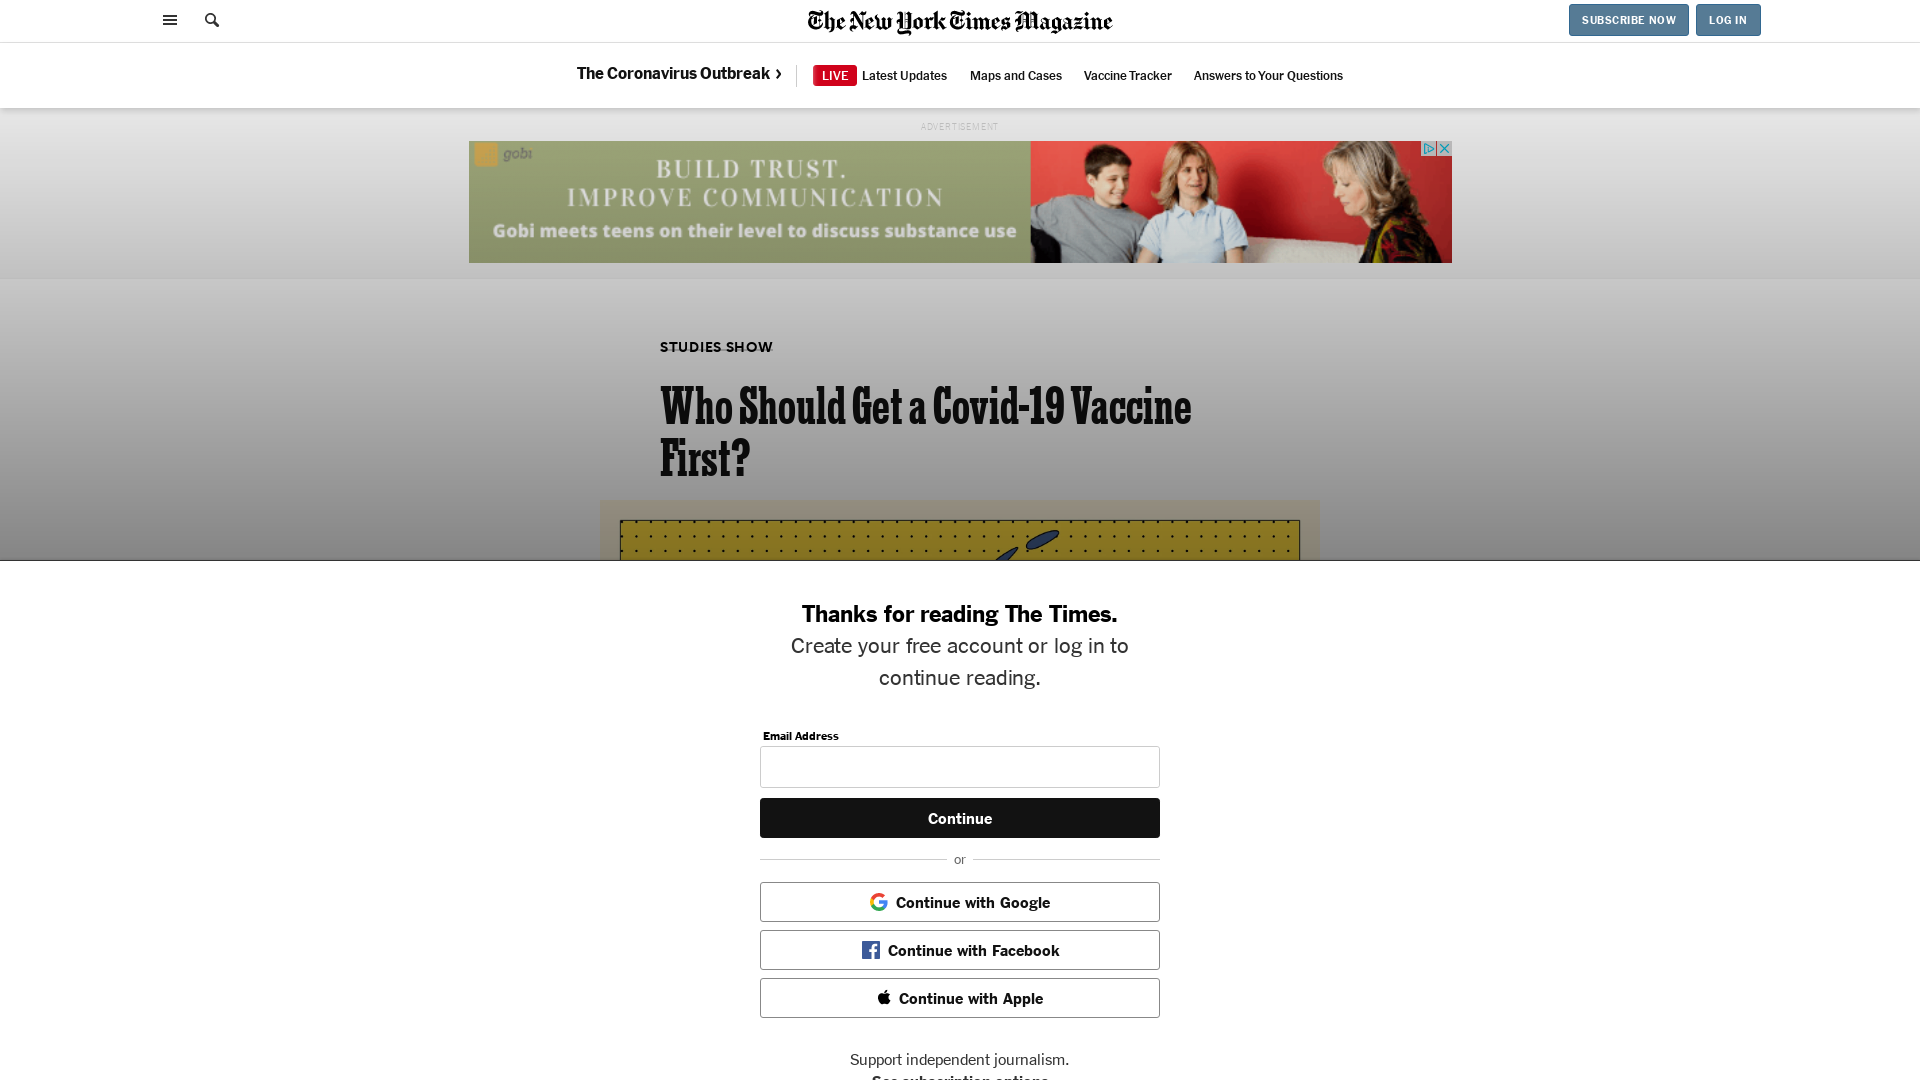 The New York Times Magazine
SUBSCRIBE NOW
LOG IN
The Coronavirus Outbreak ›
LIVE Latest Updates
Maps and Cases
Vaccine Tracker
Answers to Your Questions
ADVERTISEMENT
gobi
BUILD TRUST.
IMPROVE COMMUNICATION
Gobi meets teens on their level to discuss substance use
STUDIES SHOW
Who Should Get a Covid-19 Vaccine
First?
Thanks for reading The Times.
Create your free account or log in to
continue reading.
Email Address
Continue
or
Continue with Google
Continue with Facebook
Continue with Apple
Support independent journalism.
See subscription options